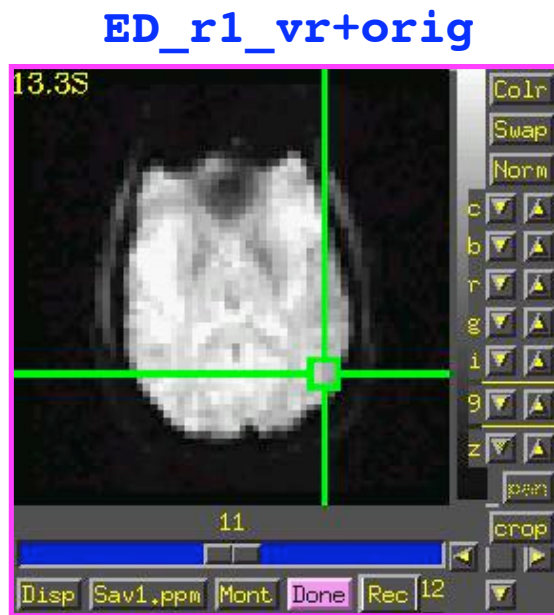 ED_r1_vr+orig
13.3S
Colr
Swap
Norm
c
b
r
g
i
9
z
pan
11
crop
Disp Sav1.ppm Mont Done Rec 12